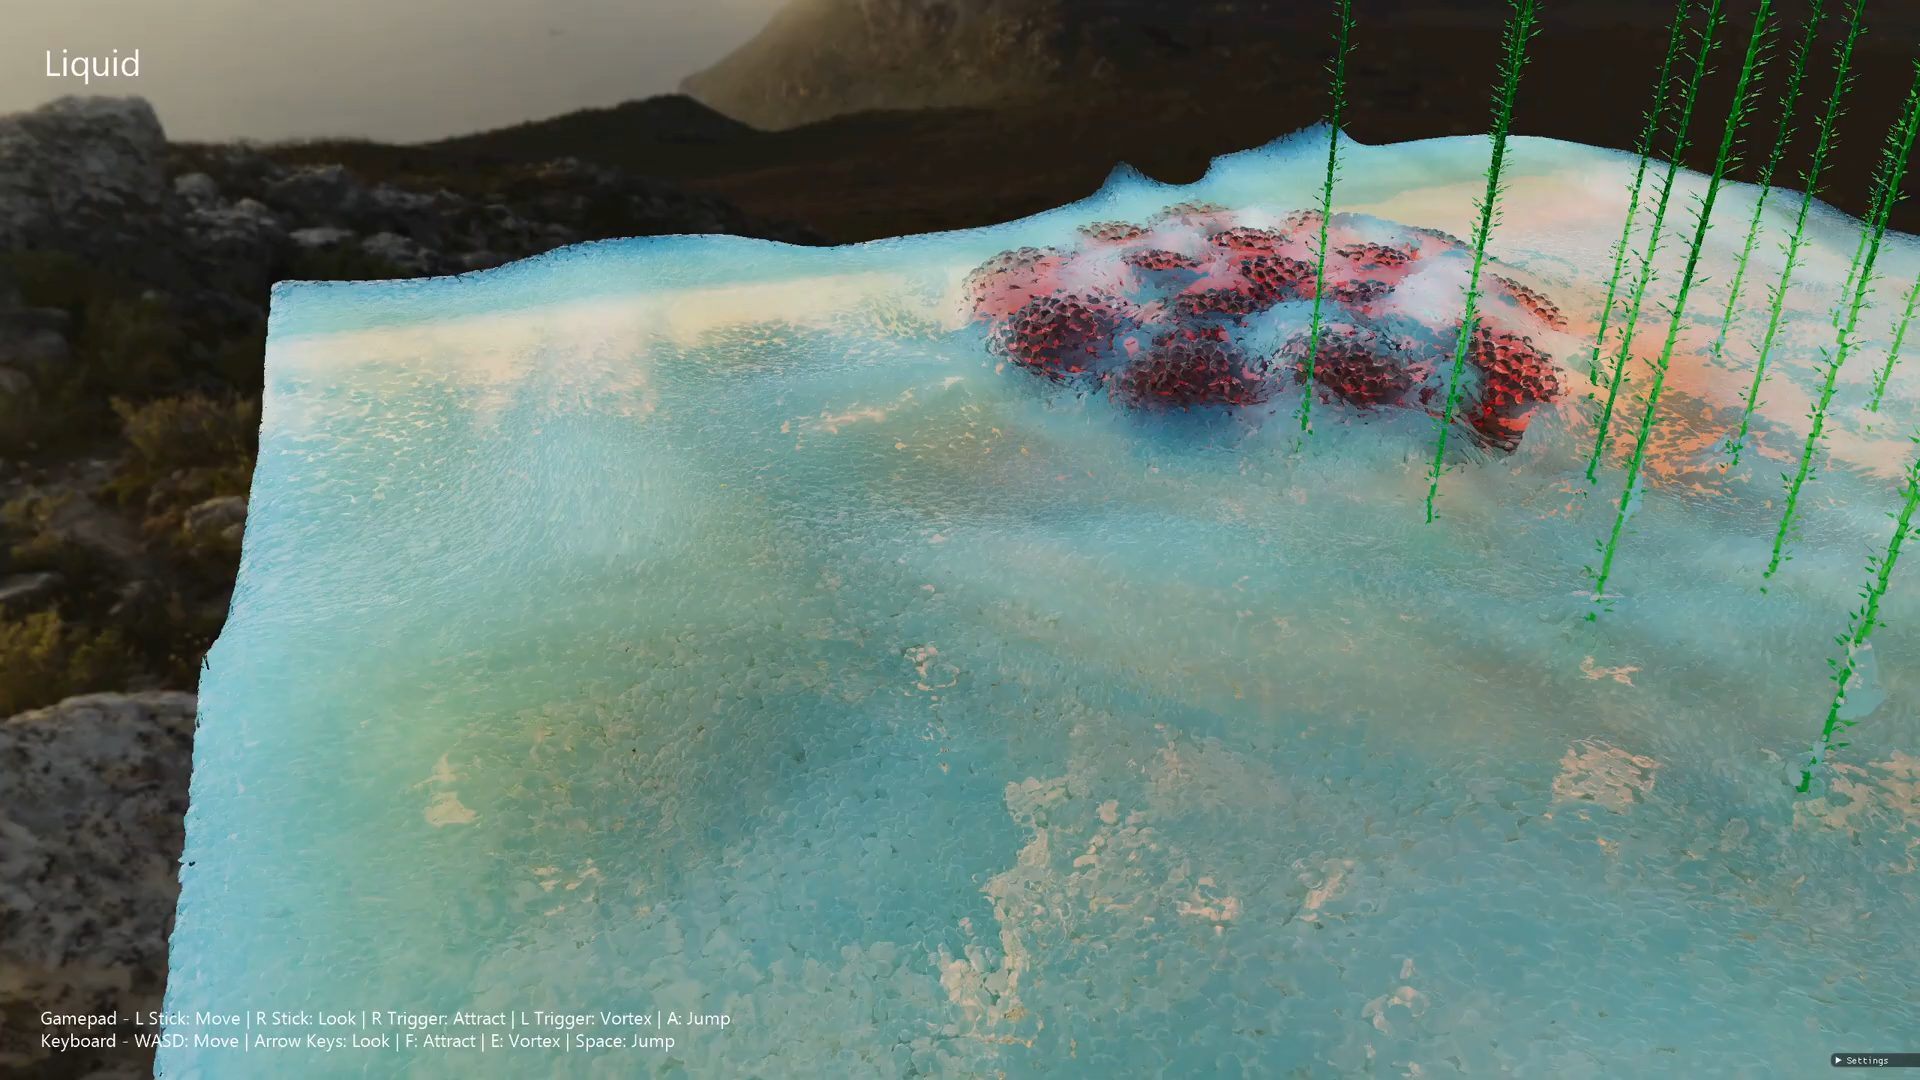 Liquid
Gamepad - L Stick: Move | R Stick: Look | R Trigger: Attract | L Trigger: Vortex | A: Jump
Keyboard - WASD: Move | Arrow Keys: Look | F: Attract | E: Vortex | Space: Jump
Settings